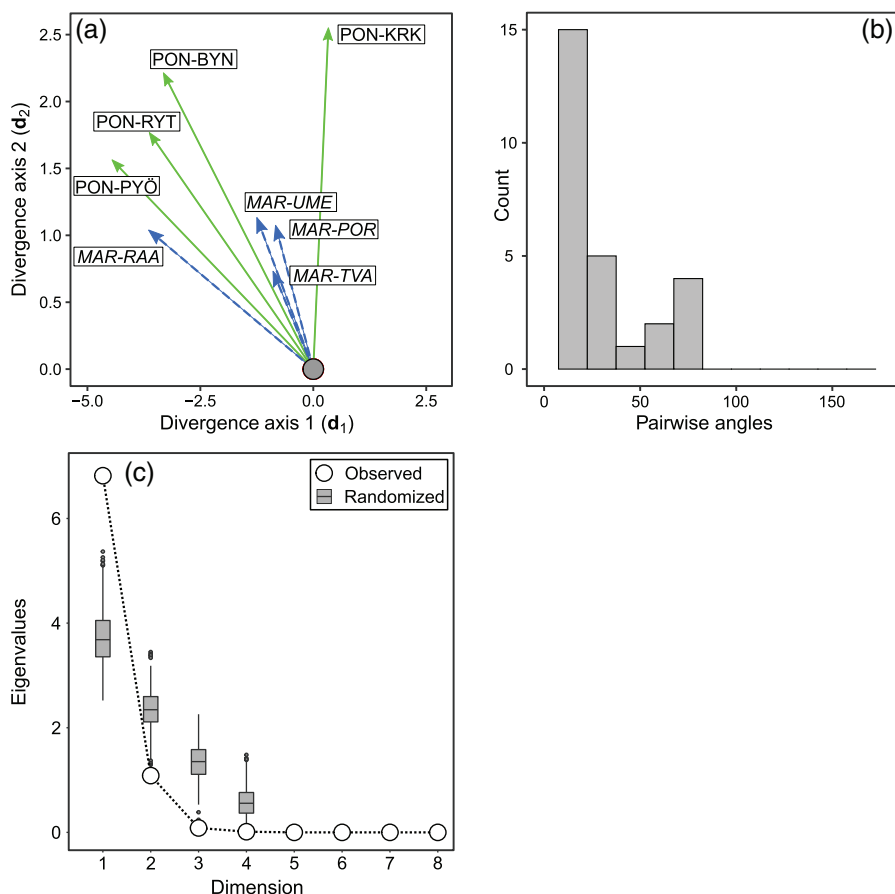 (a)
2.5
2.0
1.5
1.0
0.5
0.0
Divergence axis 2 (d2)
PON-KRK
PON-BYN
PON-RYT
PON-PYÖ
MAR-UME
MAR-POR
MAR-RAA
MAR-TVA
−5.0 −2.5 0.0 2.5
Divergence axis 1 (d1)
(b)
15
10
5
0
Count
0 50 100 150
Pairwise angles
(c)
Observed
Randomized
6
4
2
0
Eigenvalues
1 2 3 4 5 6 7 8
Dimension